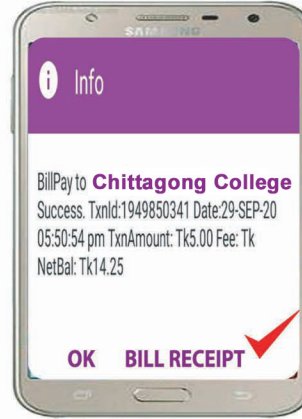 SAMSUNG
i Info
BillPay to Chittagong College
Success. TxnId:1949850341 Date:29-SEP-20
05:50:54 pm TxnAmount: Tk5.00 Fee: Tk
NetBal: Tk14.25
OK BILL RECEIPT